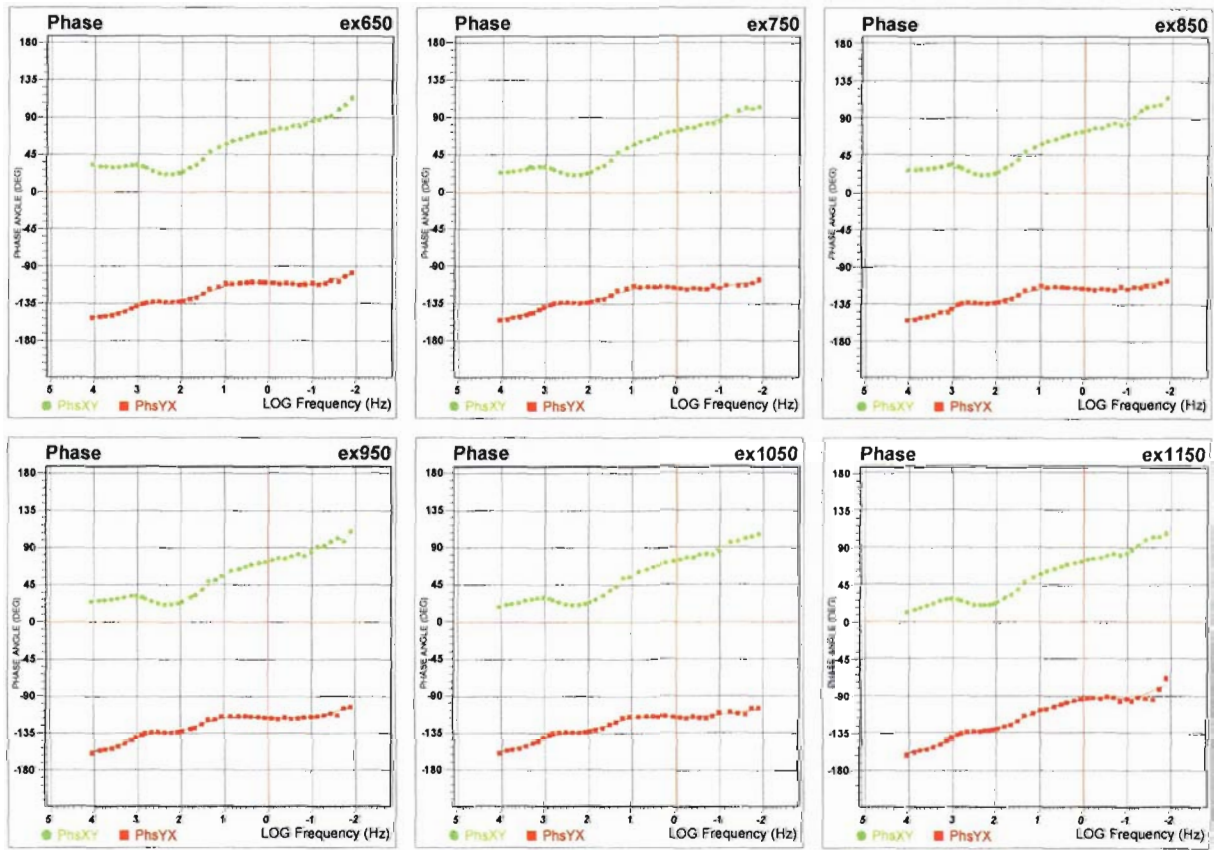 Phase ex650
180
135
90
45
0
-45
-90
-135
-180
PHASE ANGLE (DEG)
5 4 3 2 1 0 -1 -2
PhsXY PhsYX LOG Frequency (Hz)
Phase ex750
180
135
90
45
0
-45
-90
-135
-180
PHASE ANGLE (DEG)
5 4 3 2 1 0 -1 -2
PhsXY PhsYX LOG Frequency (Hz)
Phase ex850
180
135
90
45
0
-45
-90
-135
-180
PHASE ANGLE (DEG)
5 4 3 2 1 0 -1 -2
PhsXY PhsYX LOG Frequency (Hz)
Phase ex950
180
135
90
45
0
-45
-90
-135
-180
PHASE ANGLE (DEG)
5 4 3 2 1 0 -1 -2
PhsXY PhsYX LOG Frequency (Hz)
Phase ex1050
180
135
90
45
0
-45
-90
-135
-180
PHASE ANGLE (DEG)
5 4 3 2 1 0 -1 -2
PhsXY PhsYX LOG Frequency (Hz)
Phase ex1150
180
135
90
45
0
-45
-90
-135
-180
PHASE ANGLE (DEG)
5 4 3 2 1 0 -1 -2
PhsXY PhsYX LOG Frequency (Hz)